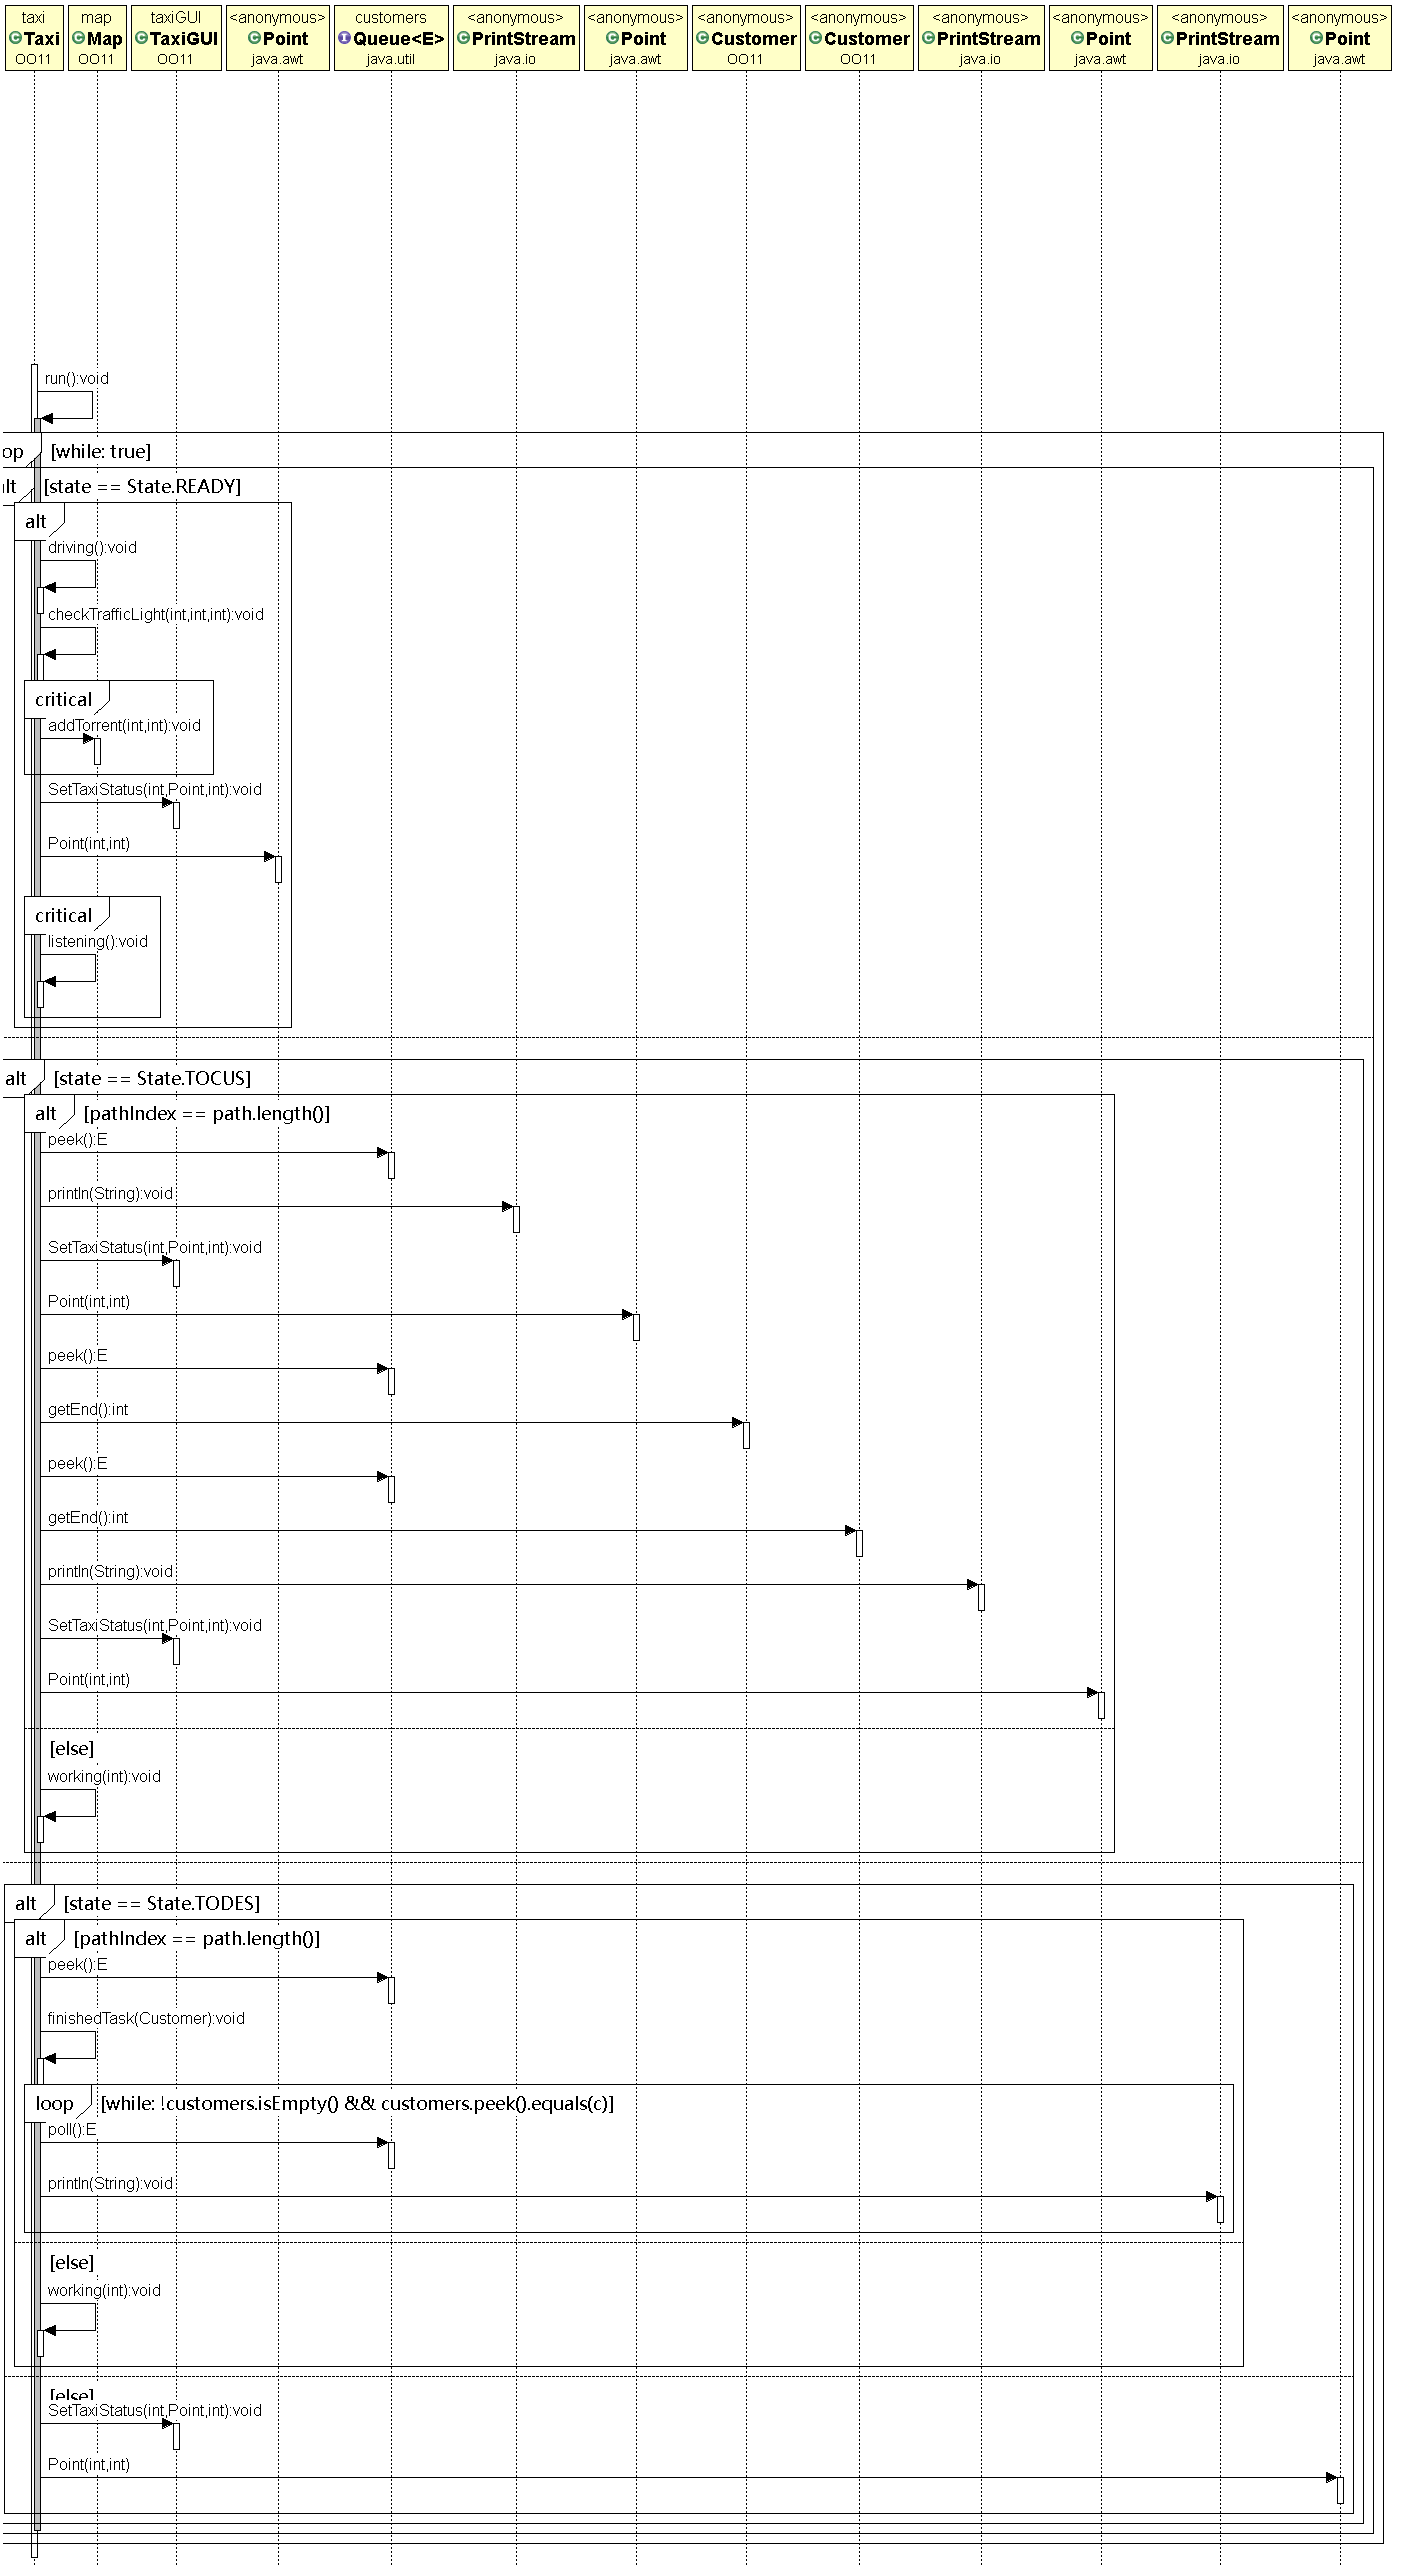 taxi map taxiGUI <anonymous> customers <anonymous> <anonymous> <anonymous> <anonymous> <anonymous> <anonymous> <anonymous> <anonymous>
C Taxi C Map C TaxiGUI C Point I Queue<E> C PrintStream C Point C Customer C Customer C PrintStream C Point C PrintStream C Point
OO11 OO11 OO11 java.awt java.util java.io java.awt OO11 OO11 java.io java.awt java.io java.awt
run():void
op [while: true]
lt [state == State.READY]
alt
driving():void
checkTrafficLight(int,int,int):void
critical
addTorrent(int,int):void
SetTaxiStatus(int,Point,int):void
Point(int,int)
critical
listening():void
alt [state == State.TOCUS]
alt [pathIndex == path.length()]
peek():E
println(String):void
SetTaxiStatus(int,Point,int):void
Point(int,int)
peek():E
getEnd():int
peek():E
getEnd():int
println(String):void
SetTaxiStatus(int,Point,int):void
Point(int,int)
[else]
working(int):void
alt [state == State.TODES]
alt [pathIndex == path.length()]
peek():E
finishedTask(Customer):void
loop [while: !customers.isEmpty() && customers.peek().equals(c)]
poll():E
println(String):void
[else]
working(int):void
[else]
SetTaxiStatus(int,Point,int):void
Point(int,int)